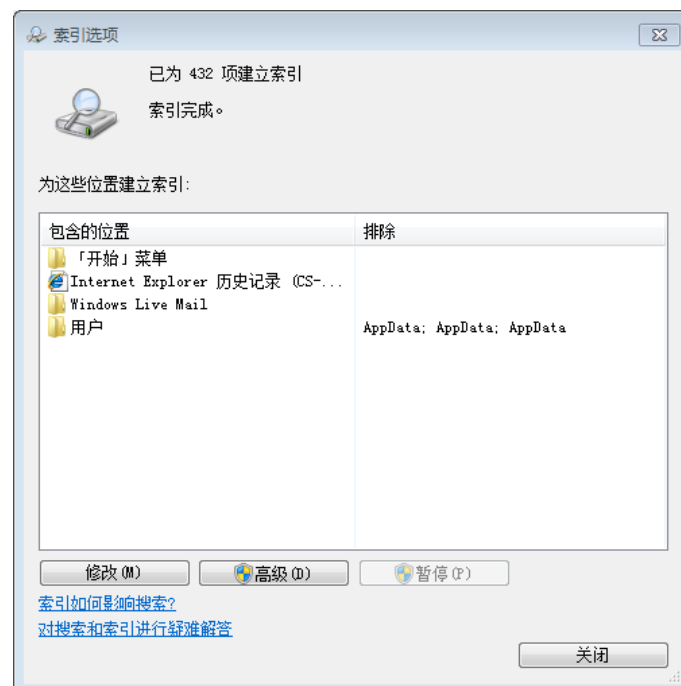 索引选项
已为 432 项建立索引
索引完成。
为这些位置建立索引:
包含的位置 排除
「开始」菜单
Internet Explorer 历史记录 (CS-...
Windows Live Mail
用户 AppData; AppData; AppData
修改(M) 高级(D) 暂停(P)
索引如何影响搜索?
对搜索和索引进行疑难解答
关闭